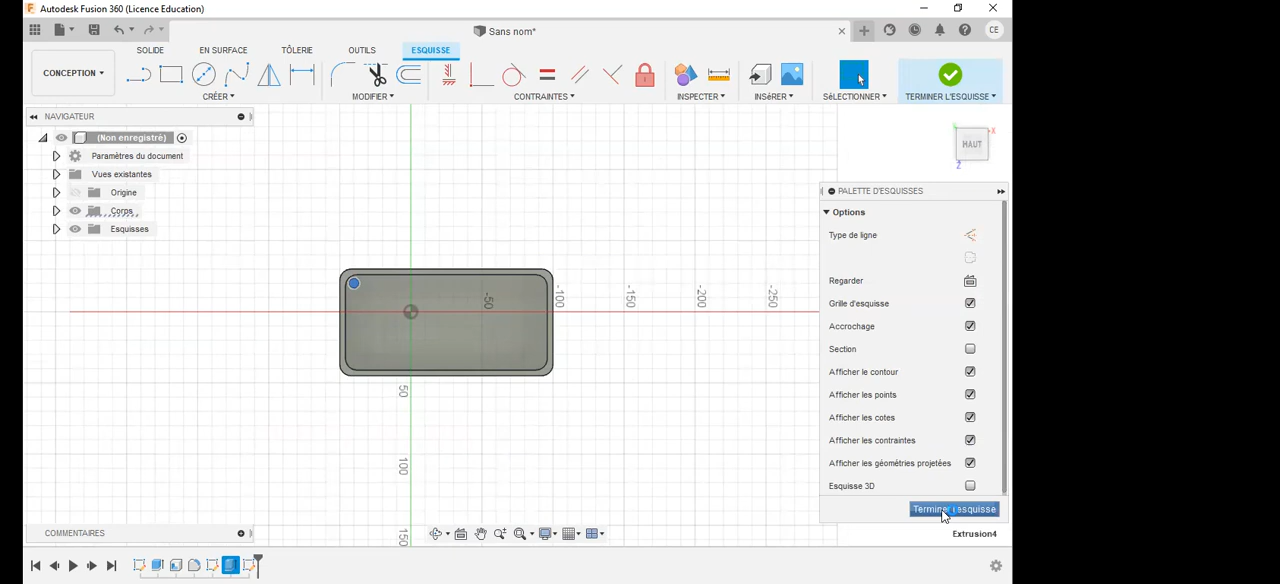 Autodesk Fusion 360 (Licence Education)
Sans nom*
CE
SOLIDE EN SURFACE TÔLERIE OUTILS ESQUISSE
CONCEPTION
CRÉER MODIFIER CONTRAINTES INSPECTER INSÉRER SÉLECTIONNER TERMINER L'ESQUISSE
NAVIGATEUR
(Non enregistré)
Paramètres du document
Vues existantes
Origine
Corps
Esquisses
HAUT
X
Z
PALETTE D'ESQUISSES
Options
Type de ligne
Regarder
Grille d'esquisse
Accrochage
Section
Afficher le contour
Afficher les points
Afficher les cotes
Afficher les contraintes
Afficher les géométries projetées
Esquisse 3D
Terminer l'esquisse
-50
-100
-150
-200
-250
50
100
150
COMMENTAIRES
Extrusion4